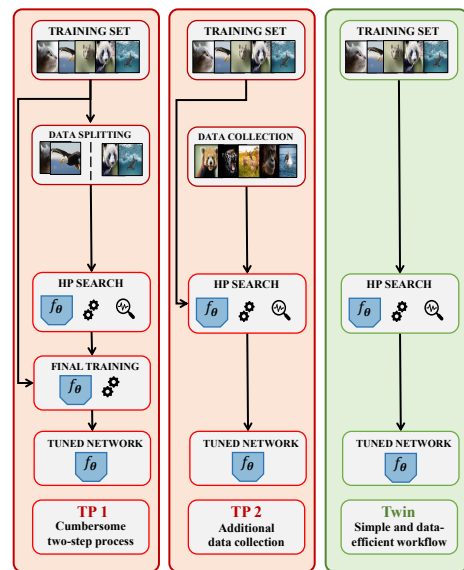 TRAINING SET
DATA SPLITTING
HP SEARCH
fθ
FINAL TRAINING
fθ
TUNED NETWORK
fθ
TP 1
Cumbersome
two-step process
TRAINING SET
DATA COLLECTION
HP SEARCH
fθ
TUNED NETWORK
fθ
TP 2
Additional
data collection
TRAINING SET
HP SEARCH
fθ
TUNED NETWORK
fθ
Twin
Simple and data-
efficient workflow